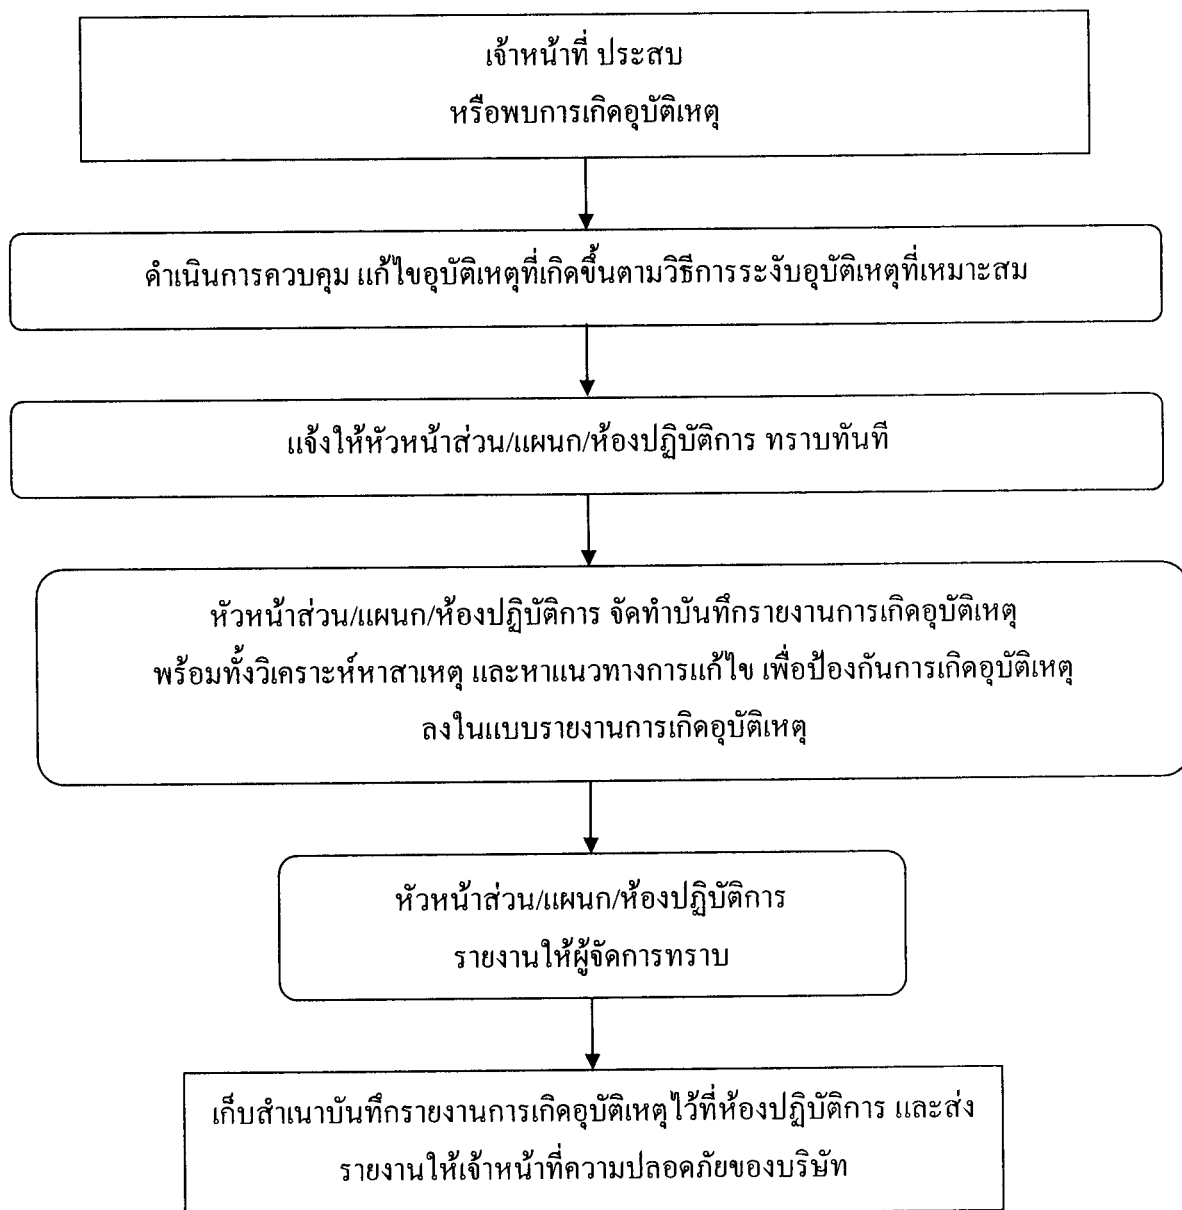 เจ้าหน้าที่ ประสบ
หรือพบการเกิดอุบัติเหตุ
ดำเนินการควบคุม แก้ไขอุบัติเหตุที่เกิดขึ้นตามวิธีการระงับอุบัติเหตุที่เหมาะสม
แจ้งให้หัวหน้าส่วน/แผนก/ห้องปฏิบัติการ ทราบทันที
หัวหน้าส่วน/แผนก/ห้องปฏิบัติการ จัดทำบันทึกรายงานการเกิดอุบัติเหตุ
พร้อมทั้งวิเคราะห์หาสาเหตุ และหาแนวทางการแก้ไข เพื่อป้องกันการเกิดอุบัติเหตุ
ลงในแบบรายงานการเกิดอุบัติเหตุ
หัวหน้าส่วน/แผนก/ห้องปฏิบัติการ
รายงานให้ผู้จัดการทราบ
เก็บสำเนาบันทึกรายงานการเกิดอุบัติเหตุไว้ที่ห้องปฏิบัติการ และส่ง
รายงานให้เจ้าหน้าที่ความปลอดภัยของบริษัท